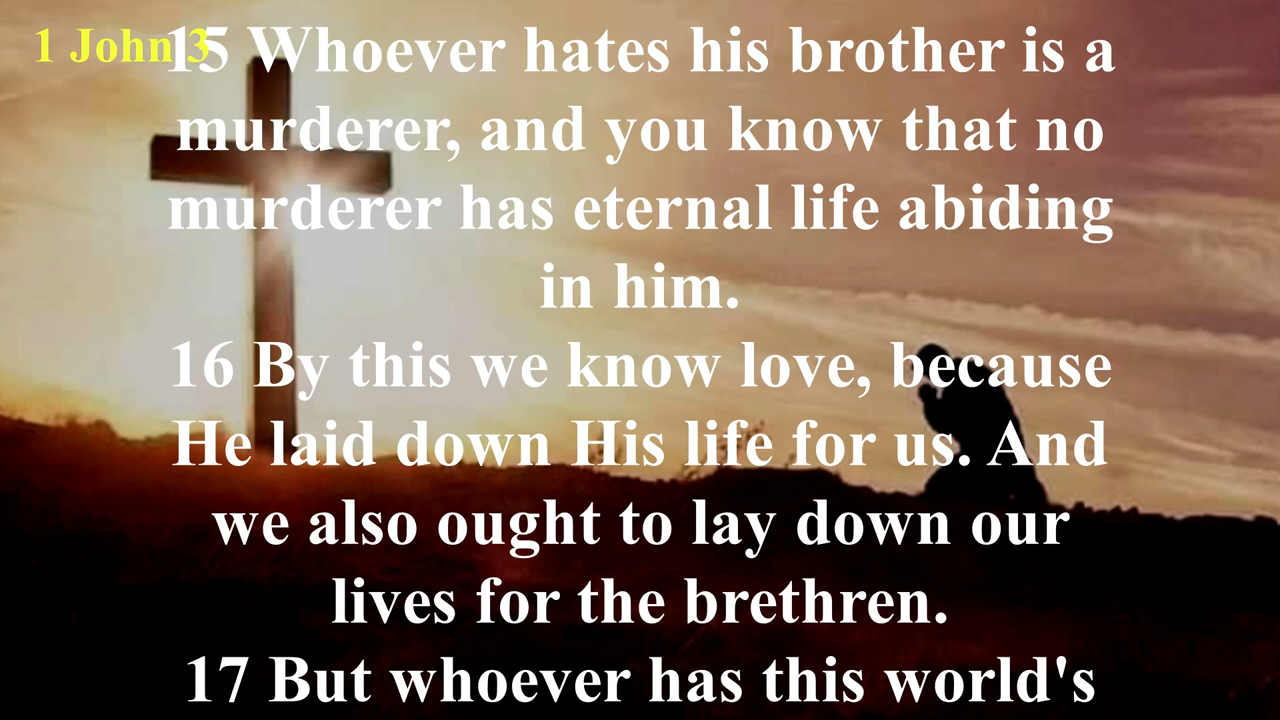 1 John 3
15 Whoever hates his brother is a
murderer, and you know that no
murderer has eternal life abiding
in him.
16 By this we know love, because
He laid down His life for us. And
we also ought to lay down our
lives for the brethren.
17 But whoever has this world's